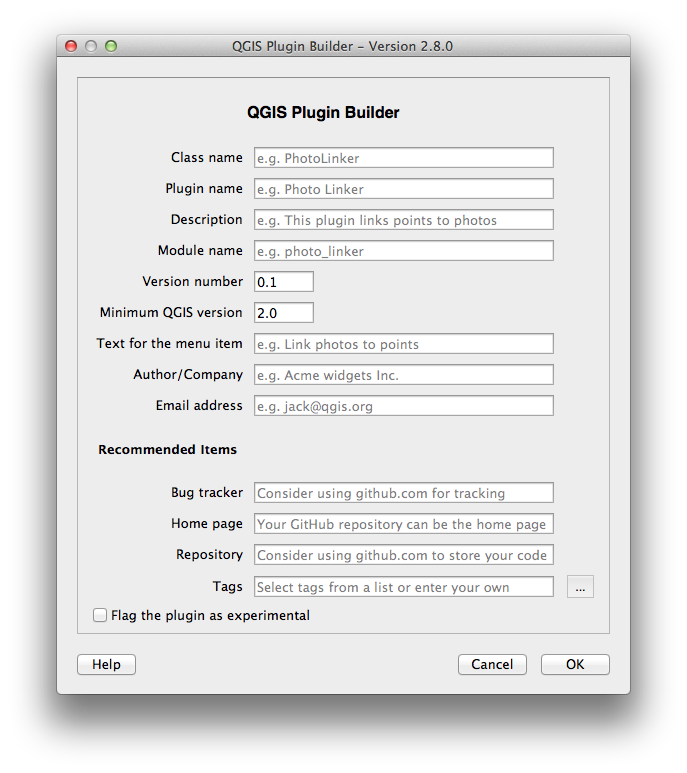 QGIS Plugin Builder – Version 2.8.0
QGIS Plugin Builder
Class name e.g. PhotoLinker
Plugin name e.g. Photo Linker
Description e.g. This plugin links points to photos
Module name e.g. photo_linker
Version number 0.1
Minimum QGIS version 2.0
Text for the menu item e.g. Link photos to points
Author/Company e.g. Acme widgets Inc.
Email address e.g. jack@qgis.org
Recommended Items
Bug tracker Consider using github.com for tracking
Home page Your GitHub repository can be the home page
Repository Consider using github.com to store your code
Tags Select tags from a list or enter your own ...
Flag the plugin as experimental
Help Cancel OK